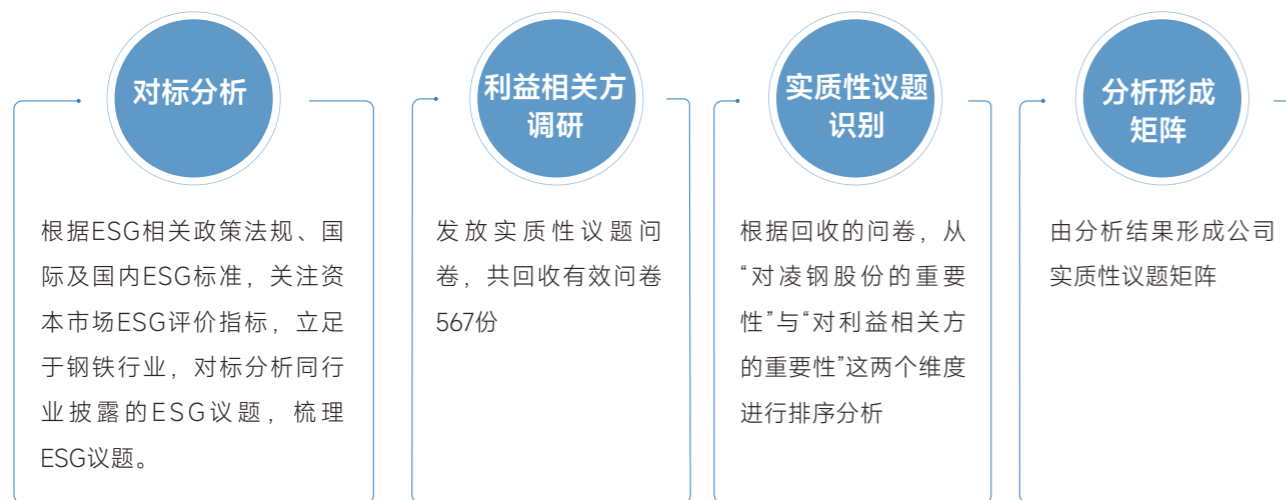 对标分析
根据ESG相关政策法规、国
际及国内ESG标准，关注资
本市场ESG评价指标，立足
于钢铁行业，对标分析同行
业披露的ESG议题，梳理
ESG议题。
利益相关方
调研
发放实质性议题问
卷，共回收有效问卷
567份
实质性议题
识别
根据回收的问卷，从
“对凌钢股份的重要
性”与“对利益相关方
的重要性”这两个维度
进行排序分析
分析形成
矩阵
由分析结果形成公司
实质性议题矩阵